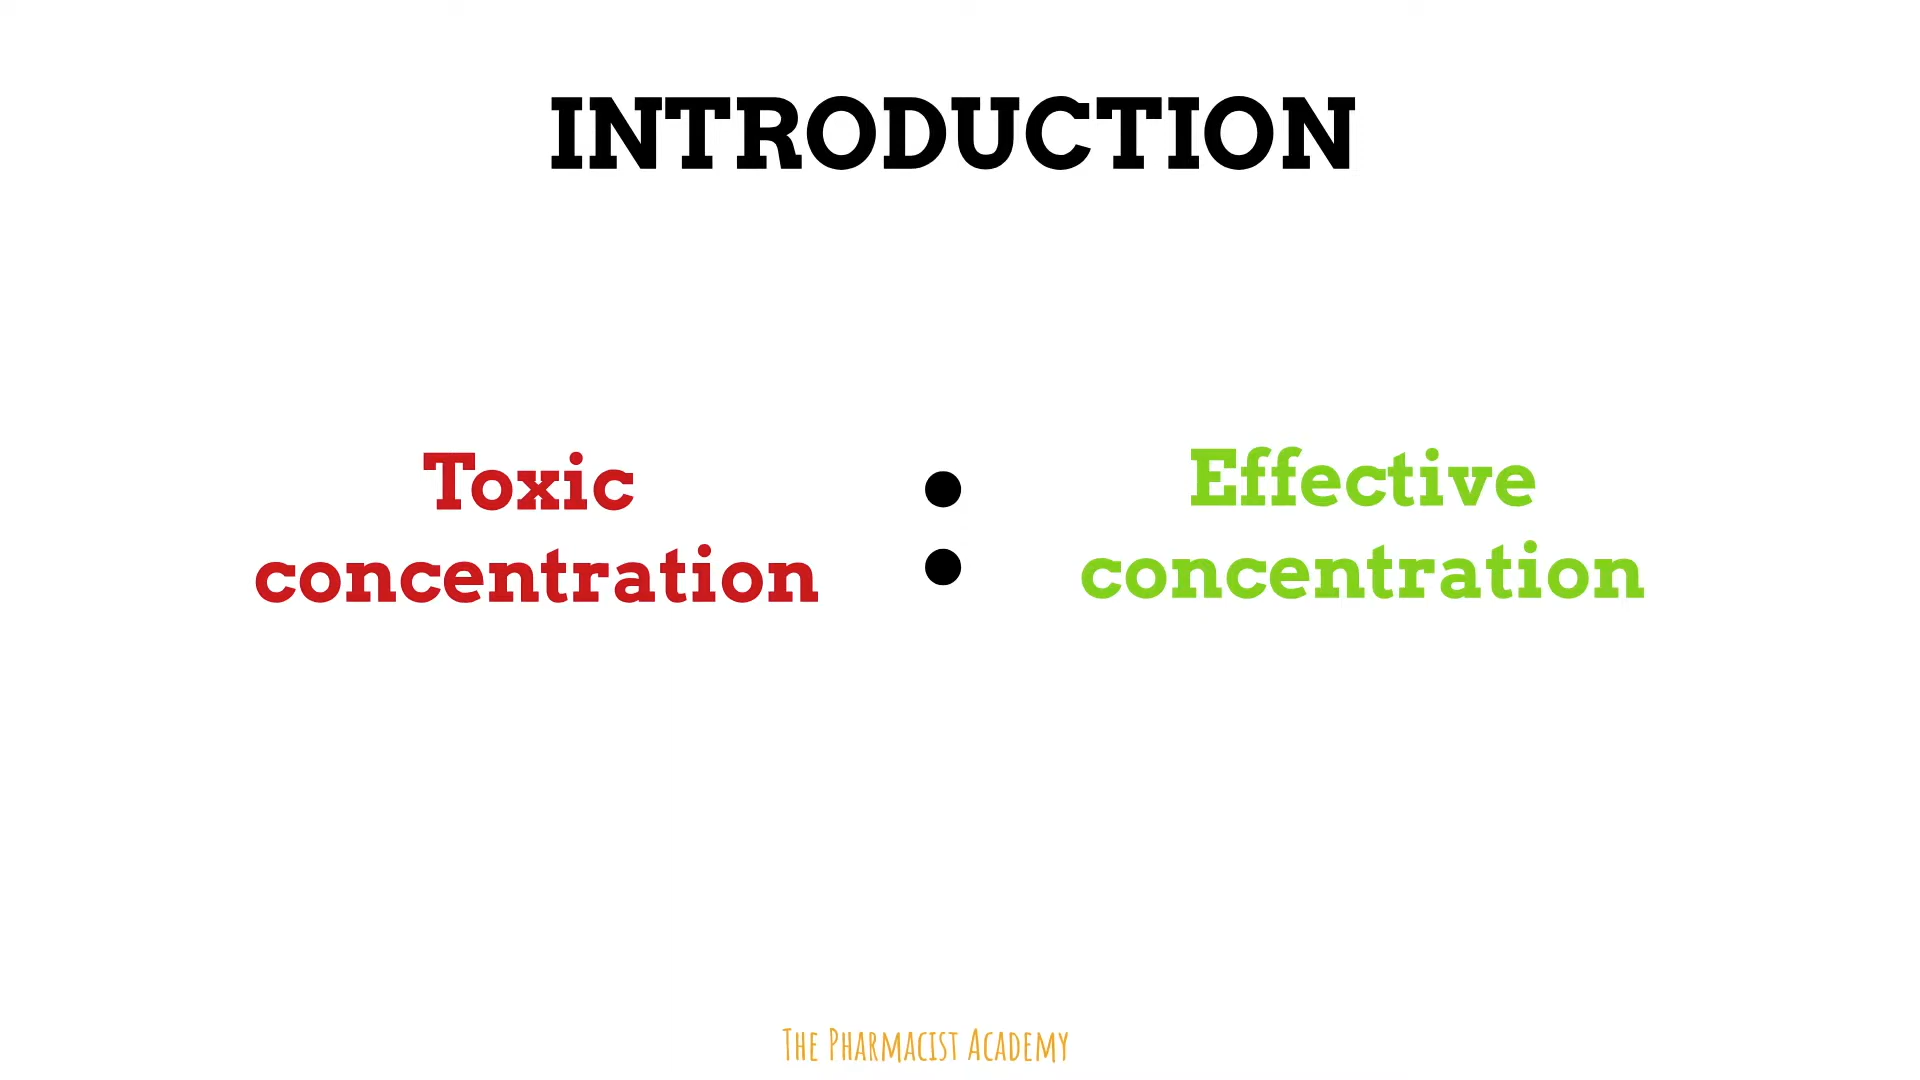 INTRODUCTION
Toxic
concentration
:
Effective
concentration
The Pharmacist Academy